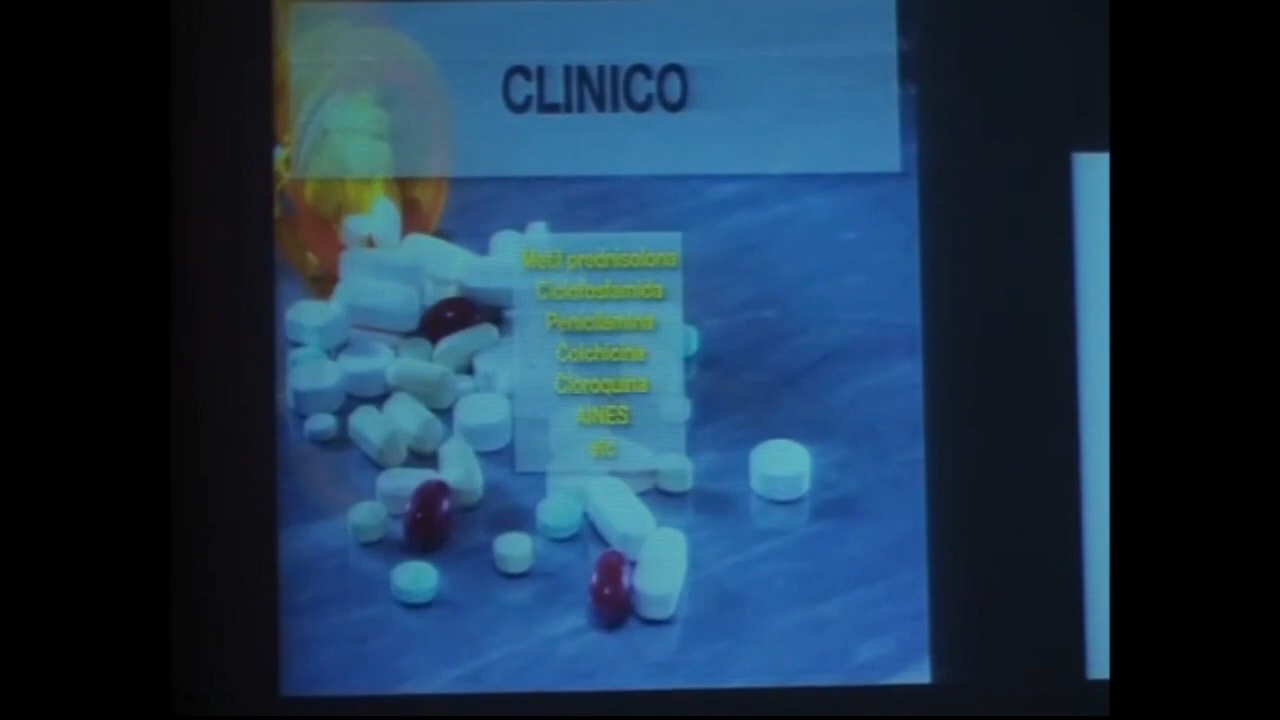 CLINICO
Metil prednisolona
Ciclofosfamida
Penicilamina
Colchicina
Cloroquina
AINES
etc